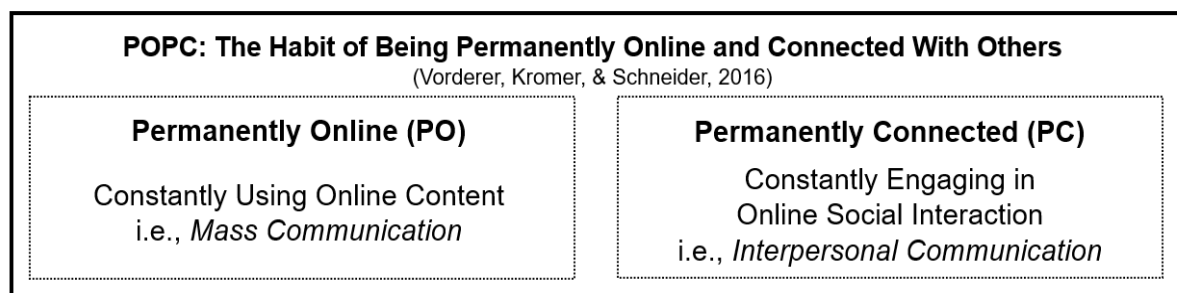 POPC: The Habit of Being Permanently Online and Connected With Others
(Vorderer, Kromer, & Schneider, 2016)
Permanently Online (PO)
Constantly Using Online Content
i.e., Mass Communication
Permanently Connected (PC)
Constantly Engaging in
Online Social Interaction
i.e., Interpersonal Communication